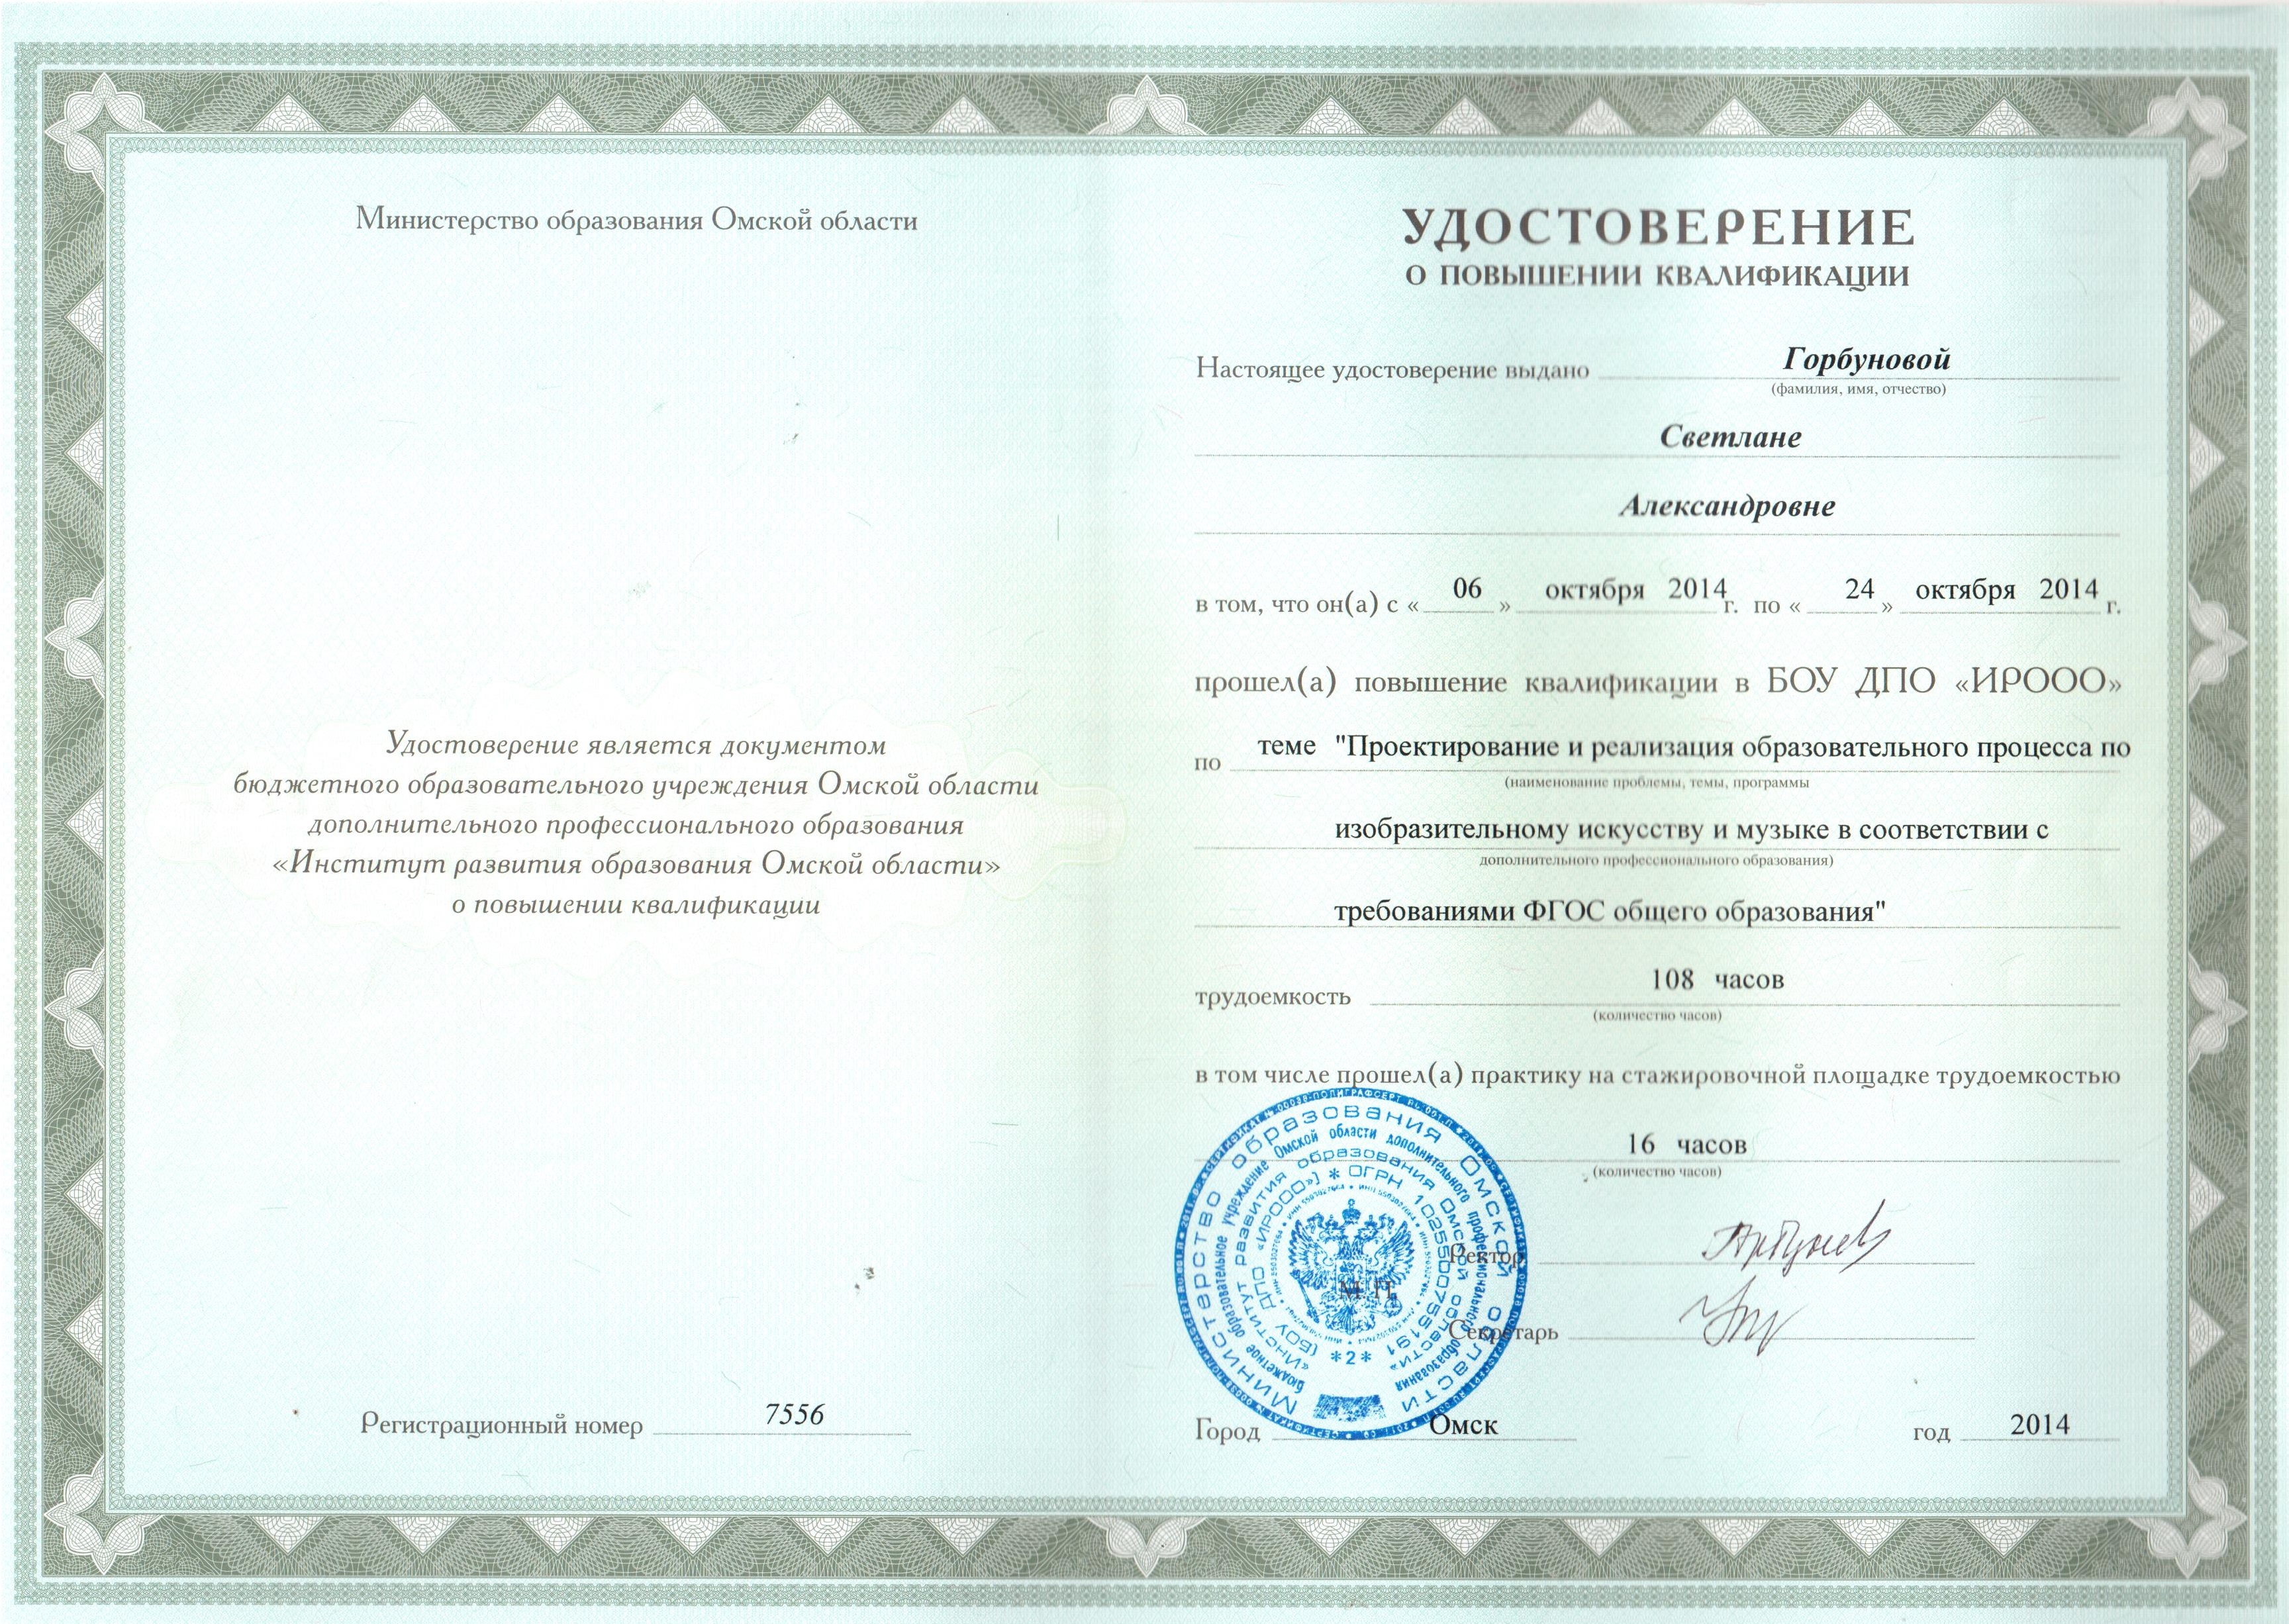 Министерство образования Омской области
Удостоверение является документом
бюджетного образовательного учреждения Омской области
дополнительного профессионального образования
«Институт развития образования Омской области»
о повышении квалификации
Регистрационный номер 7556
УДОСТОВЕРЕНИЕ
О ПОВЫШЕНИИ КВАЛИФИКАЦИИ
Настоящее удостоверение выдано Горбуновой
(фамилия, имя, отчество)
Светлане
Александровне
в том, что он(а) с « 06 » октября 2014 г. по « 24 » октября 2014 г.
прошел(а) повышение квалификации в БОУ ДПО «ИРООО»
по теме "Проектирование и реализация образовательного процесса по
(наименование проблемы, темы, программы
изобразительному искусству и музыке в соответствии с
дополнительного профессионального образования)
требованиями ФГОС общего образования"
трудоемкость 108 часов
(количество часов)
в том числе прошел(а) практику на стажировочной площадке трудоемкостью
16 часов
(количество часов)
Министерство образования Омской области
бюджетное образовательное учреждение Омской области дополнительного профессионального образования
«Институт развития образования Омской области»
(БОУ ДПО «ИРООО») * ОГРН 1025500755191
*2*
М. П.
Ректор
Секретарь
Город Омск
год 2014